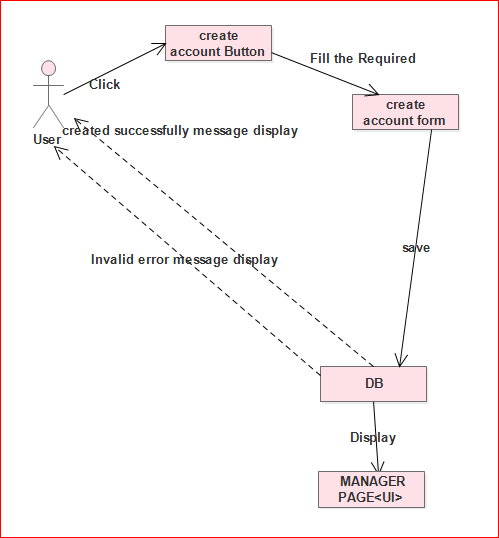 create
account Button
Fill the Required
Click
create
account form
created successfully message display
User
save
Invalid error message display
DB
Display
MANAGER
PAGE<UI>